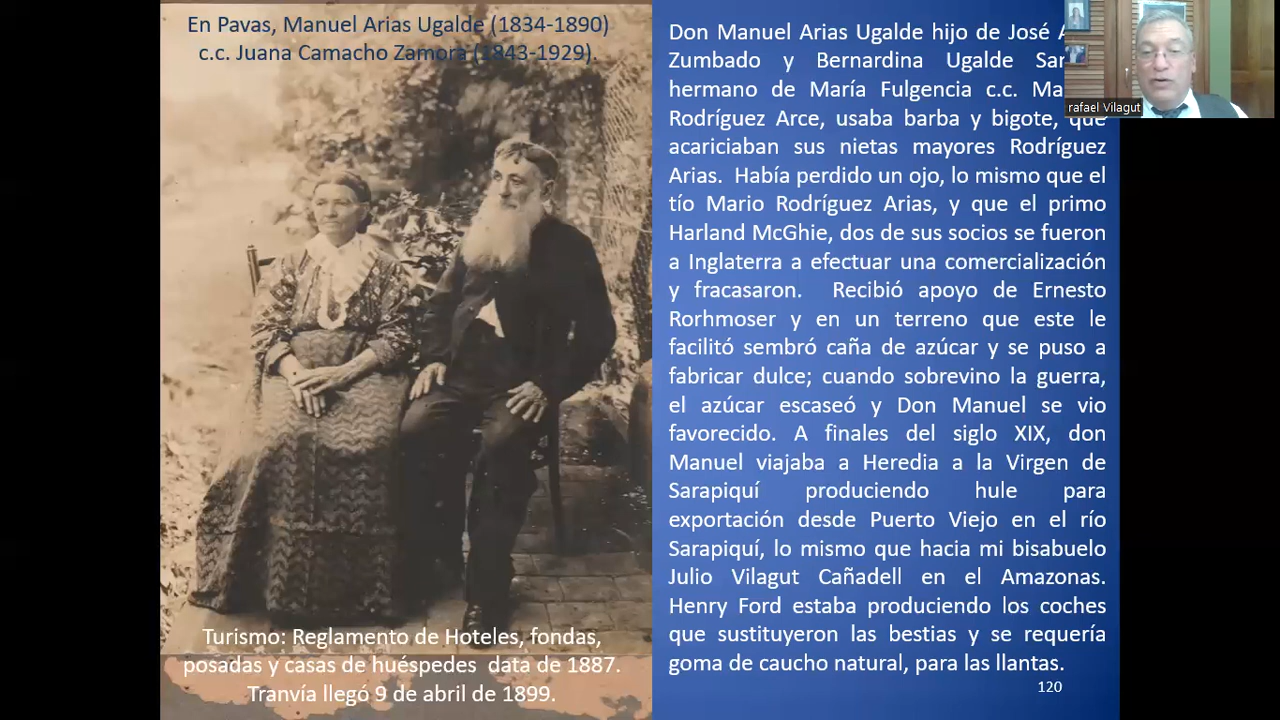 En Pavas, Manuel Arias Ugalde (1834-1890)
c.c. Juana Camacho Zamora (1843-1929).
Turismo: Reglamento de Hoteles, fondas,
posadas y casas de huéspedes data de 1887.
Tranvía llegó 9 de abril de 1899.
Don Manuel Arias Ugalde hijo de José
Zumbado y Bernardina Ugalde
hermano de María Fulgencia c.c.
Rodríguez Arce, usaba barba y bigote, que
acariciaban sus nietas mayores Rodríguez
Arias. Había perdido un ojo, lo mismo que el
tío Mario Rodríguez Arias, y que el primo
Harland McGhie, dos de sus socios se fueron
a Inglaterra a efectuar una comercialización
y fracasaron. Recibió apoyo de Ernesto
Rorhmoser y en un terreno que este le
facilitó sembró caña de azúcar y se puso a
fabricar dulce; cuando sobrevino la guerra,
el azúcar escaseó y Don Manuel se vio
favorecido. A finales del siglo XIX, don
Manuel viajaba a Heredia a la Virgen de
Sarapiquí produciendo hule para
exportación desde Puerto Viejo en el río
Sarapiquí, lo mismo que hacia mi bisabuelo
Julio Vilagut Cañadell en el Amazonas.
Henry Ford estaba produciendo los coches
que sustituyeron las bestias y se requería
goma de caucho natural, para las llantas.
120
rafael Vilagut